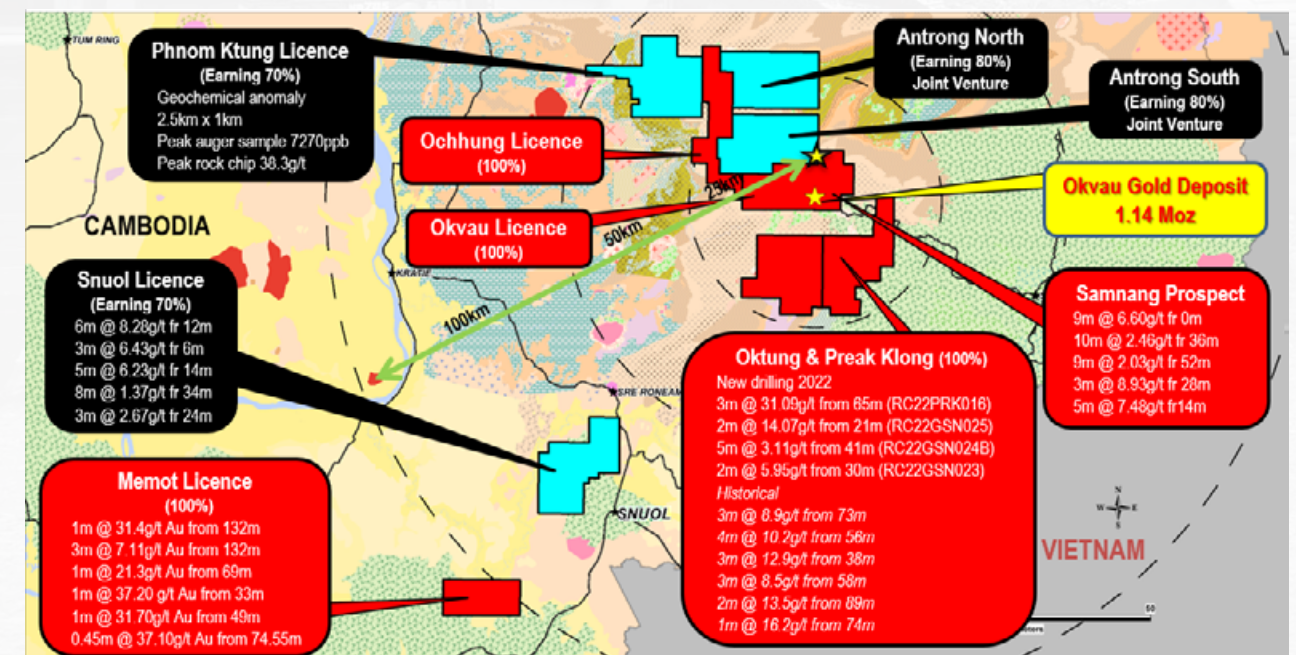 TUM RING
Phnom Ktung Licence
(Earning 70%)
Geochemical anomaly
2.5km x 1km
Peak auger sample 7270ppb
Peak rock chip 38.3g/t
Antrong North
(Earning 80%)
Joint Venture
Antrong South
(Earning 80%)
Joint Venture
Ochhung Licence
(100%)
Okvau Gold Deposit
1.14 Moz
25km
Okvau Licence
(100%)
50km
CAMBODIA
KRATIE
100km
Snuol Licence
(Earning 70%)
6m @ 8.28g/t fr 12m
3m @ 6.43g/t fr 6m
5m @ 6.23g/t fr 14m
8m @ 1.37g/t fr 34m
3m @ 2.67g/t fr 24m
Samnang Prospect
9m @ 6.60g/t fr 0m
10m @ 2.46g/t fr 36m
9m @ 2.03g/t fr 52m
3m @ 8.93g/t fr 28m
5m @ 7.48g/t fr14m
SRE RONEAM
Oktung & Preak Klong (100%)
New drilling 2022
3m @ 31.09g/t from 65m (RC22PRK016)
2m @ 14.07g/t from 21m (RC22GSN025)
5m @ 3.11g/t from 41m (RC22GSN024B)
2m @ 5.95g/t from 30m (RC22GSN023)
Historical
3m @ 8.9g/t from 73m
4m @ 10.2g/t from 56m
3m @ 12.9g/t from 38m
3m @ 8.5g/t from 58m
2m @ 13.5g/t from 89m
1m @ 16.2g/t from 74m
Memot Licence
(100%)
1m @ 31.4g/t Au from 132m
3m @ 7.11g/t Au from 132m
1m @ 21.3g/t Au from 69m
1m @ 37.20 g/t Au from 33m
1m @ 31.70g/t Au from 49m
0.45m @ 37.10g/t Au from 74.55m
SNUOL
N
W
E
S
VIETNAM
50